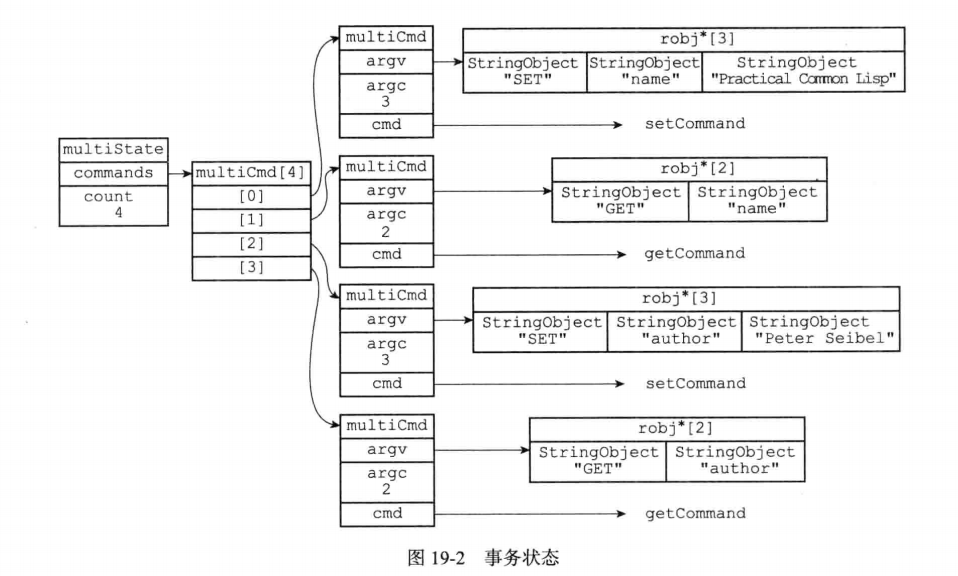 multiState
commands
count
4
multiCmd[4]
[0]
[1]
[2]
[3]
multiCmd
argv
argc
3
cmd
robj*[3]
StringObject "SET"
StringObject "name"
StringObject "Practical Common Lisp"
setCommand
multiCmd
argv
argc
2
cmd
robj*[2]
StringObject "GET"
StringObject "name"
getCommand
multiCmd
argv
argc
3
cmd
robj*[3]
StringObject "SET"
StringObject "author"
StringObject "Peter Seibel"
setCommand
multiCmd
argv
argc
2
cmd
robj*[2]
StringObject "GET"
StringObject "author"
getCommand
图 19-2 事务状态